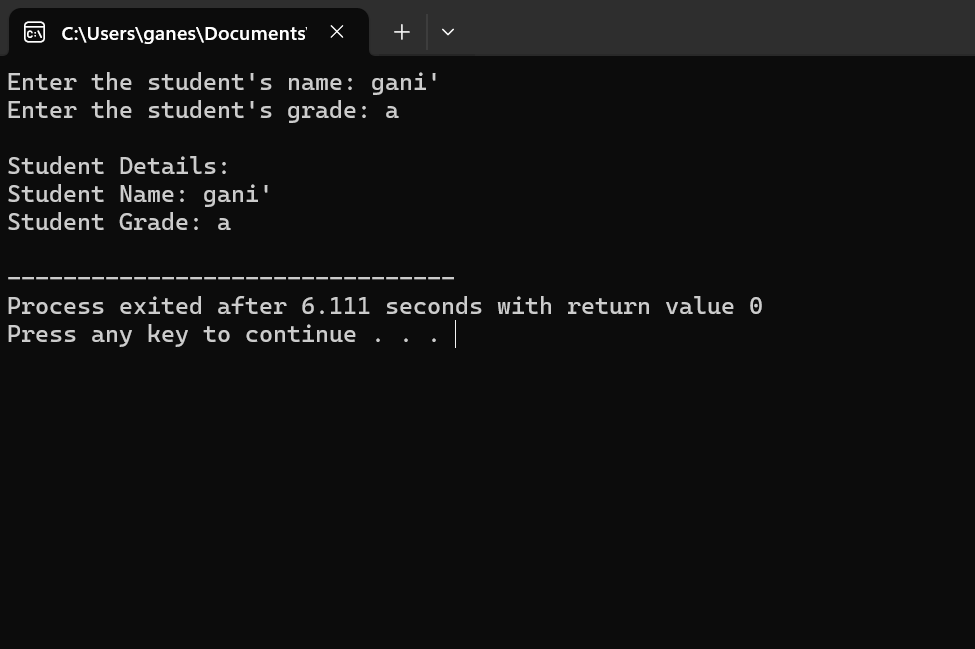 C:\Users\ganes\Documents'
Enter the student's name: gani'
Enter the student's grade: a
Student Details:
Student Name: gani'
Student Grade: a
--------------------------------
Process exited after 6.111 seconds with return value 0
Press any key to continue . . .